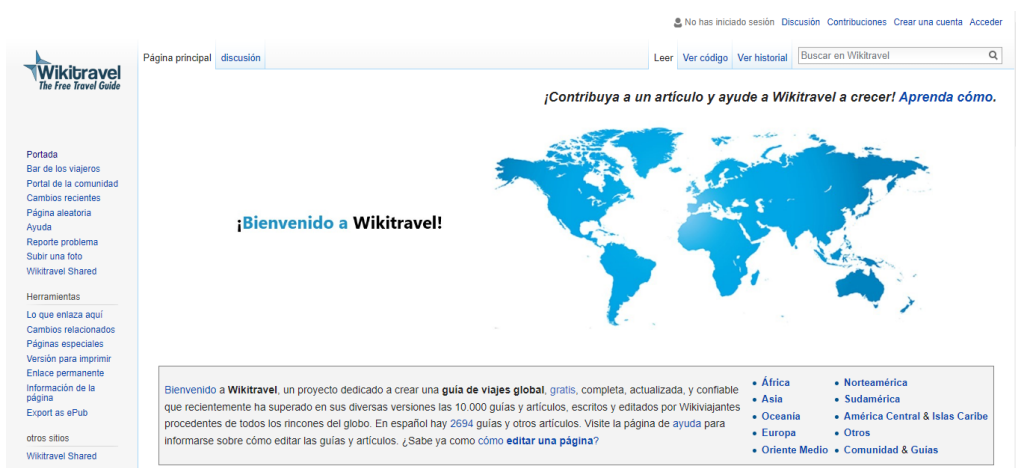 No has iniciado sesión Discusión Contribuciones Crear una cuenta Acceder
Wikitravel
The Free Travel Guide
Página principal discusión Leer Ver código Ver historial Buscar en Wikitravel
¡Contribuya a un artículo y ayude a Wikitravel a crecer! Aprenda cómo.
Portada
Bar de los viajeros
Portal de la comunidad
Cambios recientes
Página aleatoria
Ayuda
Reporte problema
Subir una foto
Wikitravel Shared
¡Bienvenido a Wikitravel!
Herramientas
Lo que enlaza aquí
Cambios relacionados
Páginas especiales
Versión para imprimir
Enlace permanente
Información de la
página
Export as ePub
otros sitios
Wikitravel Shared
Bienvenido a Wikitravel, un proyecto dedicado a crear una guía de viajes global, gratis, completa, actualizada, y confiable
que recientemente ha superado en sus diversas versiones las 10.000 guías y artículos, escritos y editados por Wikiviajantes
procedentes de todos los rincones del globo. En español hay 2694 guías y otros artículos. Visite la página de ayuda para
informarse sobre cómo editar las guías y artículos. ¿Sabe ya como cómo editar una página?
• África
• Asia
• Oceanía
• Europa
• Oriente Medio
• Norteamérica
• Sudamérica
• América Central & Islas Caribe
• Otros
• Comunidad & Guías